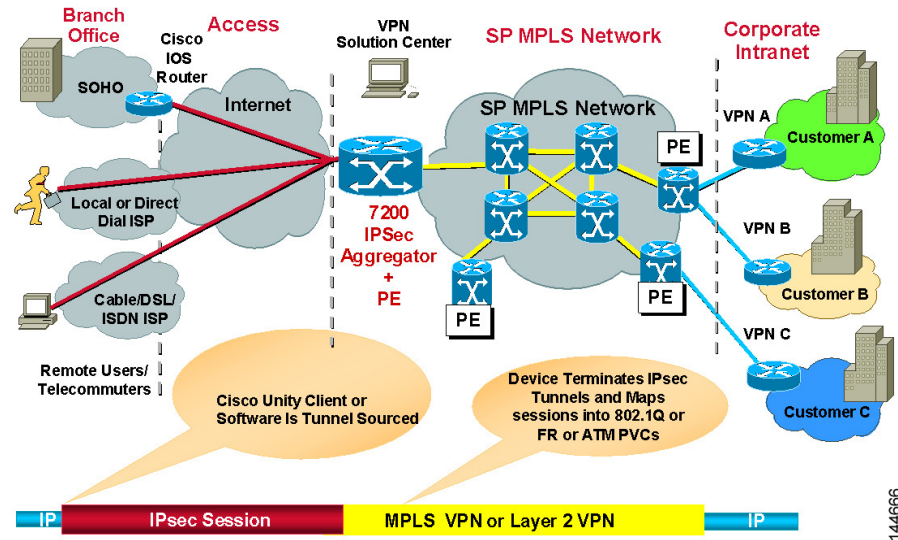 Branch
Office
Access
VPN
Solution Center
SP MPLS Network
Corporate
Intranet
Cisco
IOS
Router
SOHO
Internet
SP MPLS Network
PE
VPN A
Customer A
Local or Direct
Dial ISP
7200
IPSec
Aggregator
+
PE
VPN B
Customer B
PE
PE
Cable/DSL/
ISDN ISP
VPN C
Customer C
Remote Users/
Telecommuters
Cisco Unity Client or
Software Is Tunnel Sourced
Device Terminates IPsec
Tunnels and Maps
sessions into 802.1Q or
FR or ATM PVCs
IP
IPsec Session
MPLS VPN or Layer 2 VPN
IP
144666